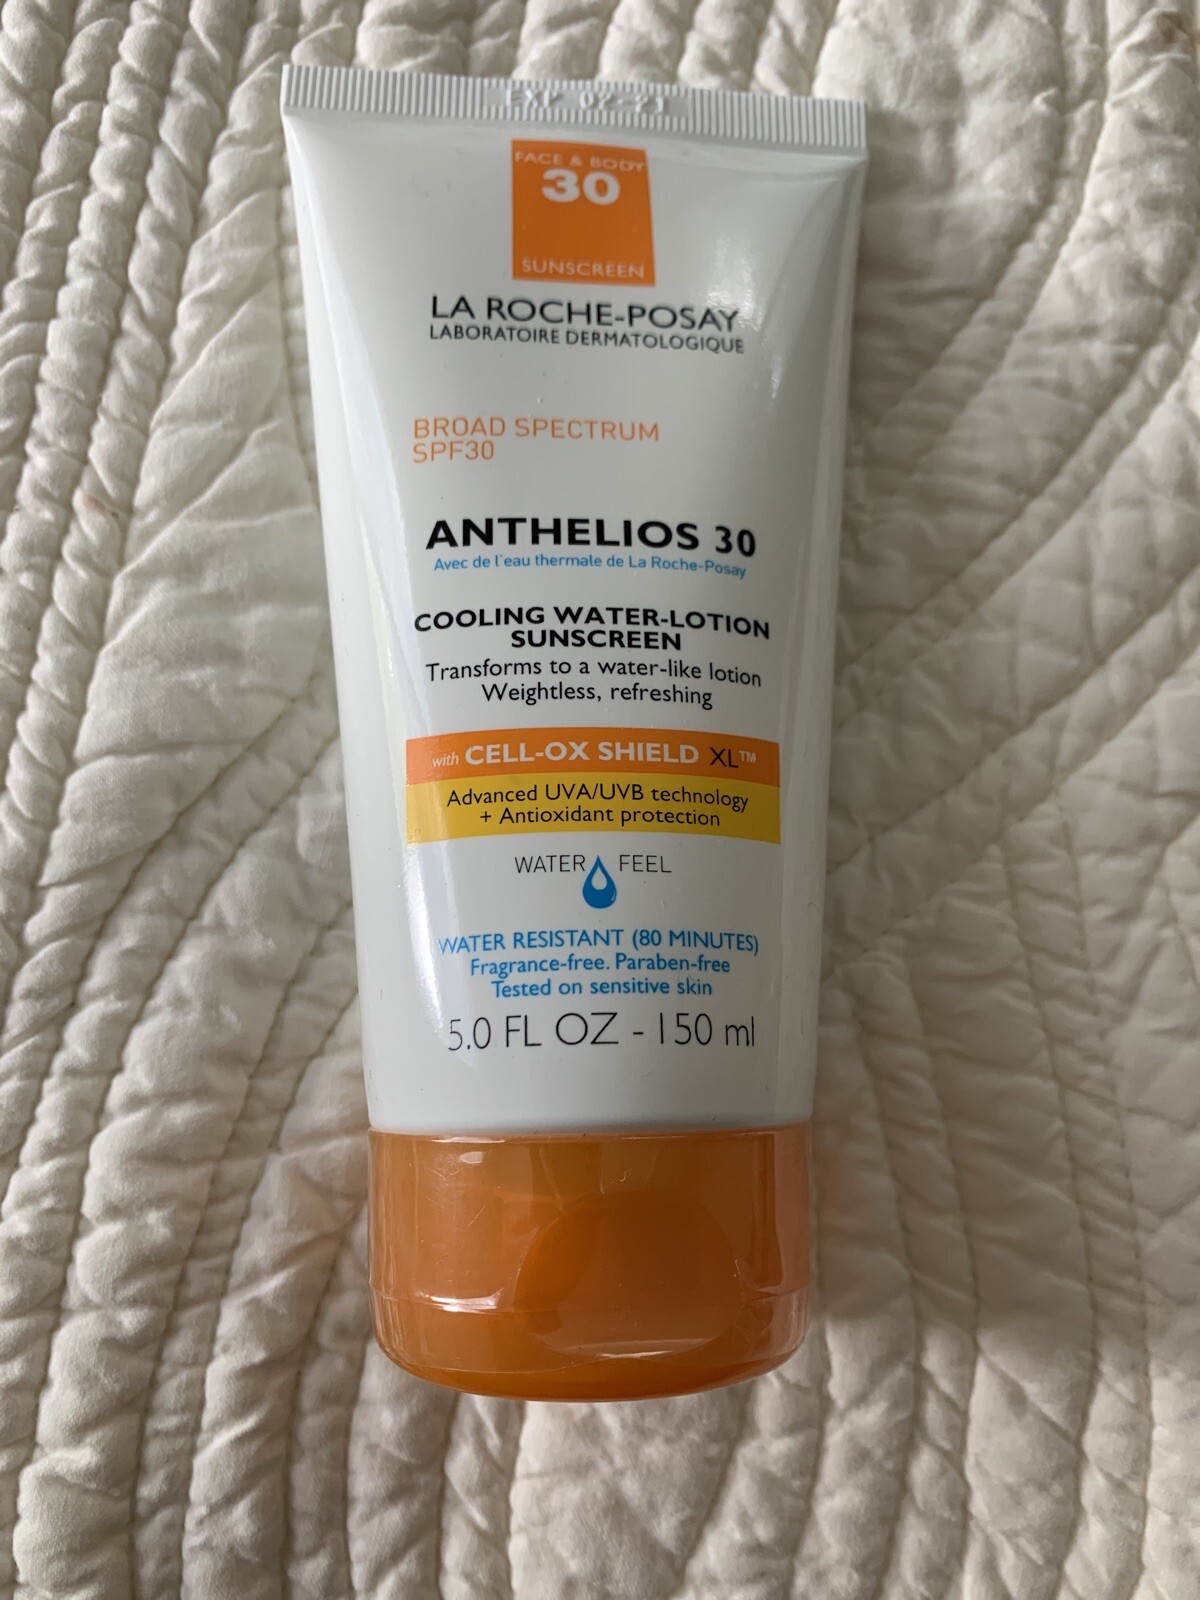 EXP 02-21
FACE & BODY
30
SUNSCREEN
LA ROCHE-POSAY
LABORATOIRE DERMATOLOGIQUE
BROAD SPECTRUM
SPF30
ANTHELIOS 30
Avec de l'eau thermale de La Roche-Posay
COOLING WATER-LOTION
SUNSCREEN
Transforms to a water-like lotion
Weightless, refreshing
with CELL-OX SHIELD XL™
Advanced UVA/UVB technology
+ Antioxidant protection
WATER FEEL
WATER RESISTANT (80 MINUTES)
Fragrance-free. Paraben-free
Tested on sensitive skin
5.0 FL OZ - 150 ml